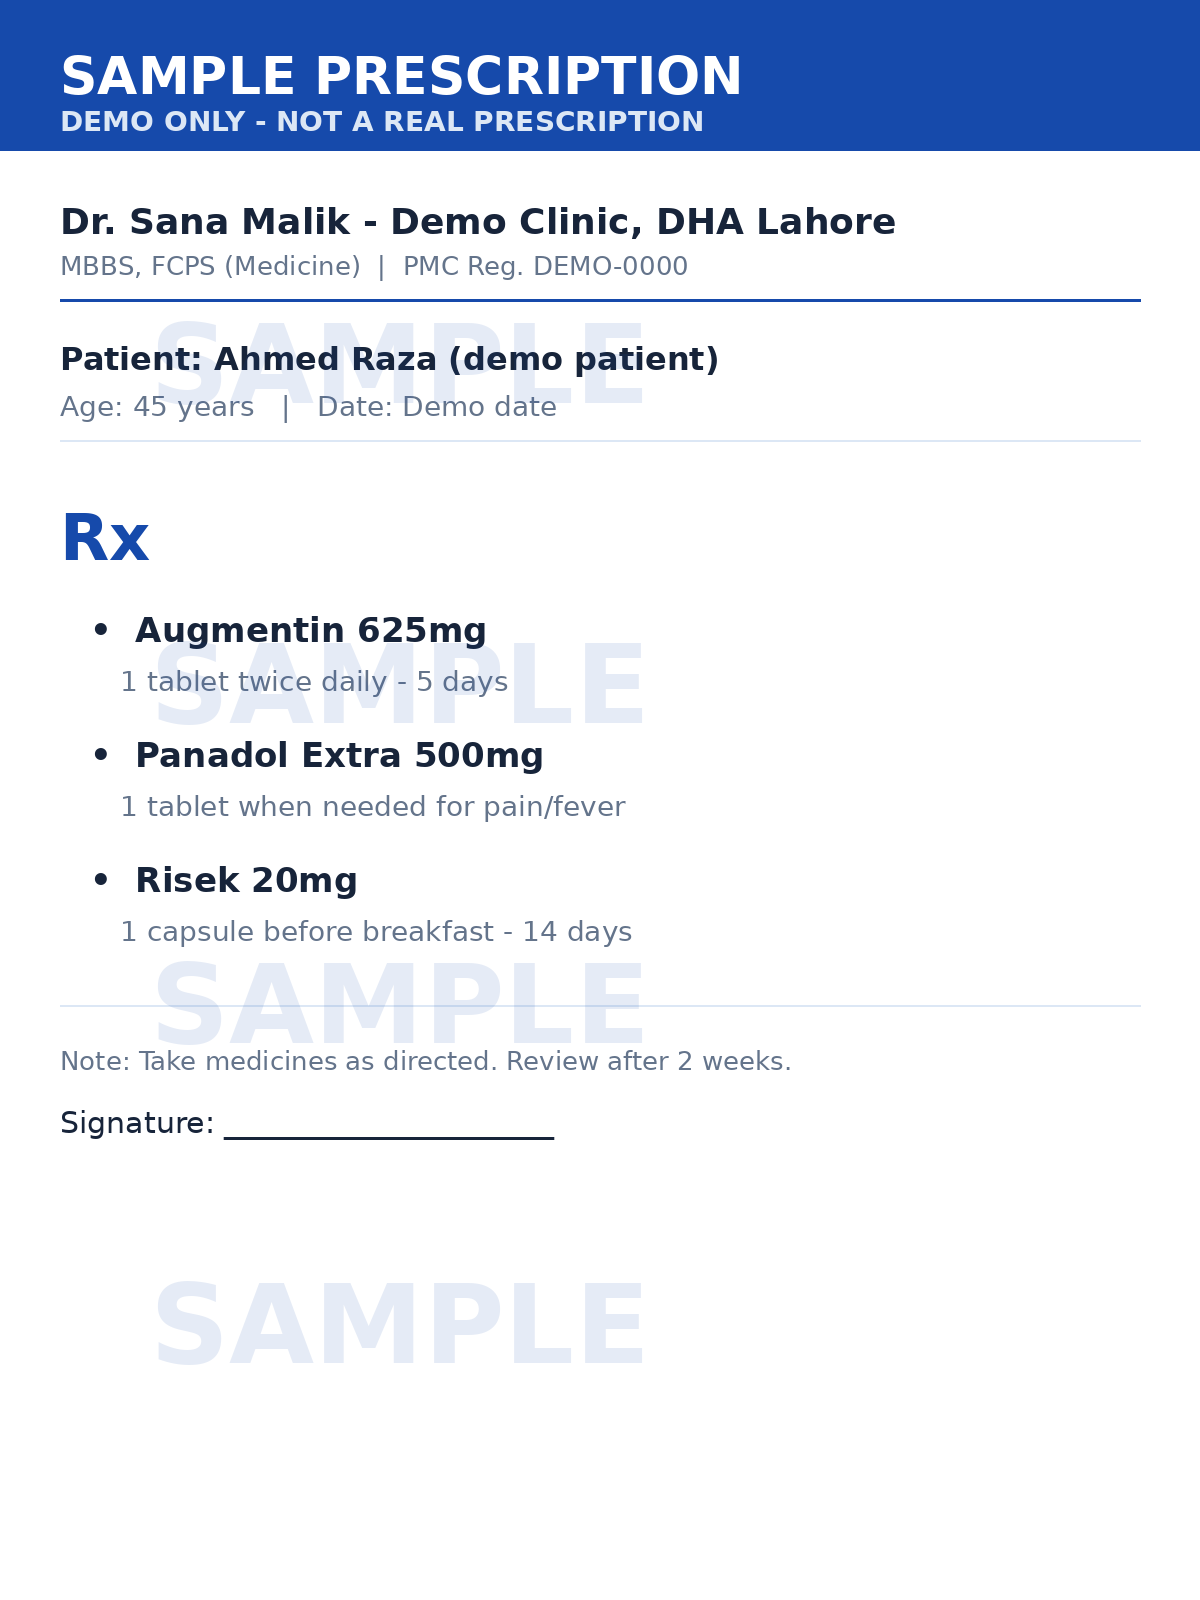 SAMPLE PRESCRIPTION
DEMO ONLY - NOT A REAL PRESCRIPTION
Dr. Sana Malik - Demo Clinic, DHA Lahore
MBBS, FCPS (Medicine) | PMC Reg. DEMO-0000
SAMPLE
Patient: Ahmed Raza (demo patient)
Age: 45 years | Date: Demo date
Rx
• Augmentin 625mg
SAMPLE
1 tablet twice daily - 5 days
• Panadol Extra 500mg
1 tablet when needed for pain/fever
• Risek 20mg
1 capsule before breakfast - 14 days
SAMPLE
Note: Take medicines as directed. Review after 2 weeks.
Signature: ______________________
SAMPLE